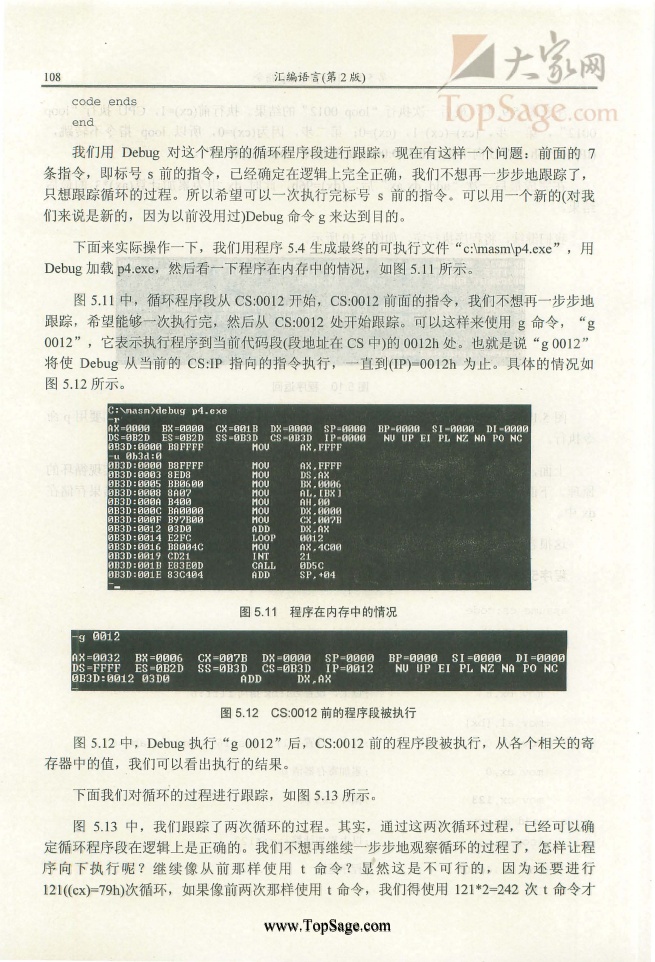 大家网
TopSage.com
108 汇编语言(第 2 版)
code ends
end
我们用 Debug 对这个程序的循环程序段进行跟踪，现在有这样一个问题：前面的 7
条指令，即标号 s 前的指令，已经确定在逻辑上完全正确，我们不想再一步步地跟踪了，
只想跟踪循环的过程。所以希望可以一次执行完标号 s 前的指令。可以用一个新的(对我
们来说是新的，因为以前没用过)Debug 命令 g 来达到目的。
下面来实际操作一下，我们用程序 5.4 生成最终的可执行文件“c:\masm\p4.exe”，用
Debug 加载 p4.exe，然后看一下程序在内存中的情况，如图 5.11 所示。
图 5.11 中，循环程序段从 CS:0012 开始，CS:0012 前面的指令，我们不想再一步步地
跟踪，希望能够一次执行完，然后从 CS:0012 处开始跟踪。可以这样来使用 g 命令，“g
0012”，它表示执行程序到当前代码段(段地址在 CS 中)的 0012h 处。也就是说“g 0012”
将使 Debug 从当前的 CS:IP 指向的指令执行，一直到(IP)=0012h 为止。具体的情况如
图 5.12 所示。
C:\masm>debug p4.exe
-r
AX=0000 BX=0000 CX=001B DX=0000 SP=0000 BP=0000 SI=0000 DI=0000
DS=0B2D ES=0B2D SS=0B3D CS=0B3D IP=0000 NV UP EI PL NZ NA PO NC
0B3D:0000 B8FFFF MOV AX,FFFF
-u 0b3d:0
0B3D:0000 B8FFFF MOV AX,FFFF
0B3D:0003 8ED8 MOV DS,AX
0B3D:0005 BB0600 MOV BX,0006
0B3D:0008 8A07 MOV AL,[BX]
0B3D:000A B400 MOV AH,00
0B3D:000C BA0000 MOV DX,0000
0B3D:000F B97B00 MOV CX,007B
0B3D:0012 03D0 ADD DX,AX
0B3D:0014 E2FC LOOP 0012
0B3D:0016 B8004C MOV AX,4C00
0B3D:0019 CD21 INT 21
0B3D:001B E83E0D CALL 0D5C
0B3D:001E 83C404 ADD SP,+04
-
图 5.11 程序在内存中的情况
-g 0012
AX=0032 BX=0006 CX=007B DX=0000 SP=0000 BP=0000 SI=0000 DI=0000
DS=FFFF ES=0B2D SS=0B3D CS=0B3D IP=0012 NV UP EI PL NZ NA PO NC
0B3D:0012 03D0 ADD DX,AX
-
图 5.12 CS:0012 前的程序段被执行
图 5.12 中，Debug 执行“g 0012”后，CS:0012 前的程序段被执行，从各个相关的寄
存器中的值，我们可以看出执行的结果。
下面我们对循环的过程进行跟踪，如图 5.13 所示。
图 5.13 中，我们跟踪了两次循环的过程。其实，通过这两次循环过程，已经可以确
定循环程序段在逻辑上是正确的。我们不想再继续一步步地观察循环的过程了，怎样让程
序向下执行呢？继续像从前那样使用 t 命令？显然这是不可行的，因为还要进行
121((cx)=79h)次循环，如果像前两次那样使用 t 命令，我们得使用 121*2=242 次 t 命令才
www.TopSage.com